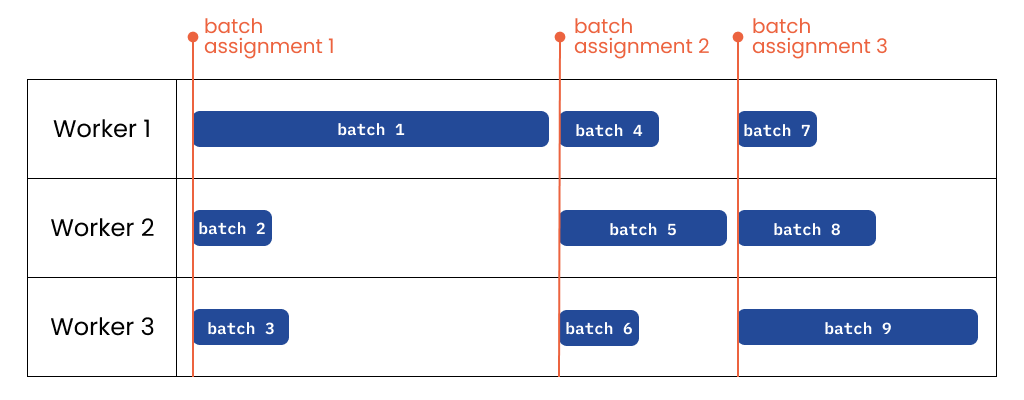 batch
assignment 1
batch
assignment 2
batch
assignment 3
Worker 1
batch 1
batch 4
batch 7
Worker 2
batch 2
batch 5
batch 8
Worker 3
batch 3
batch 6
batch 9